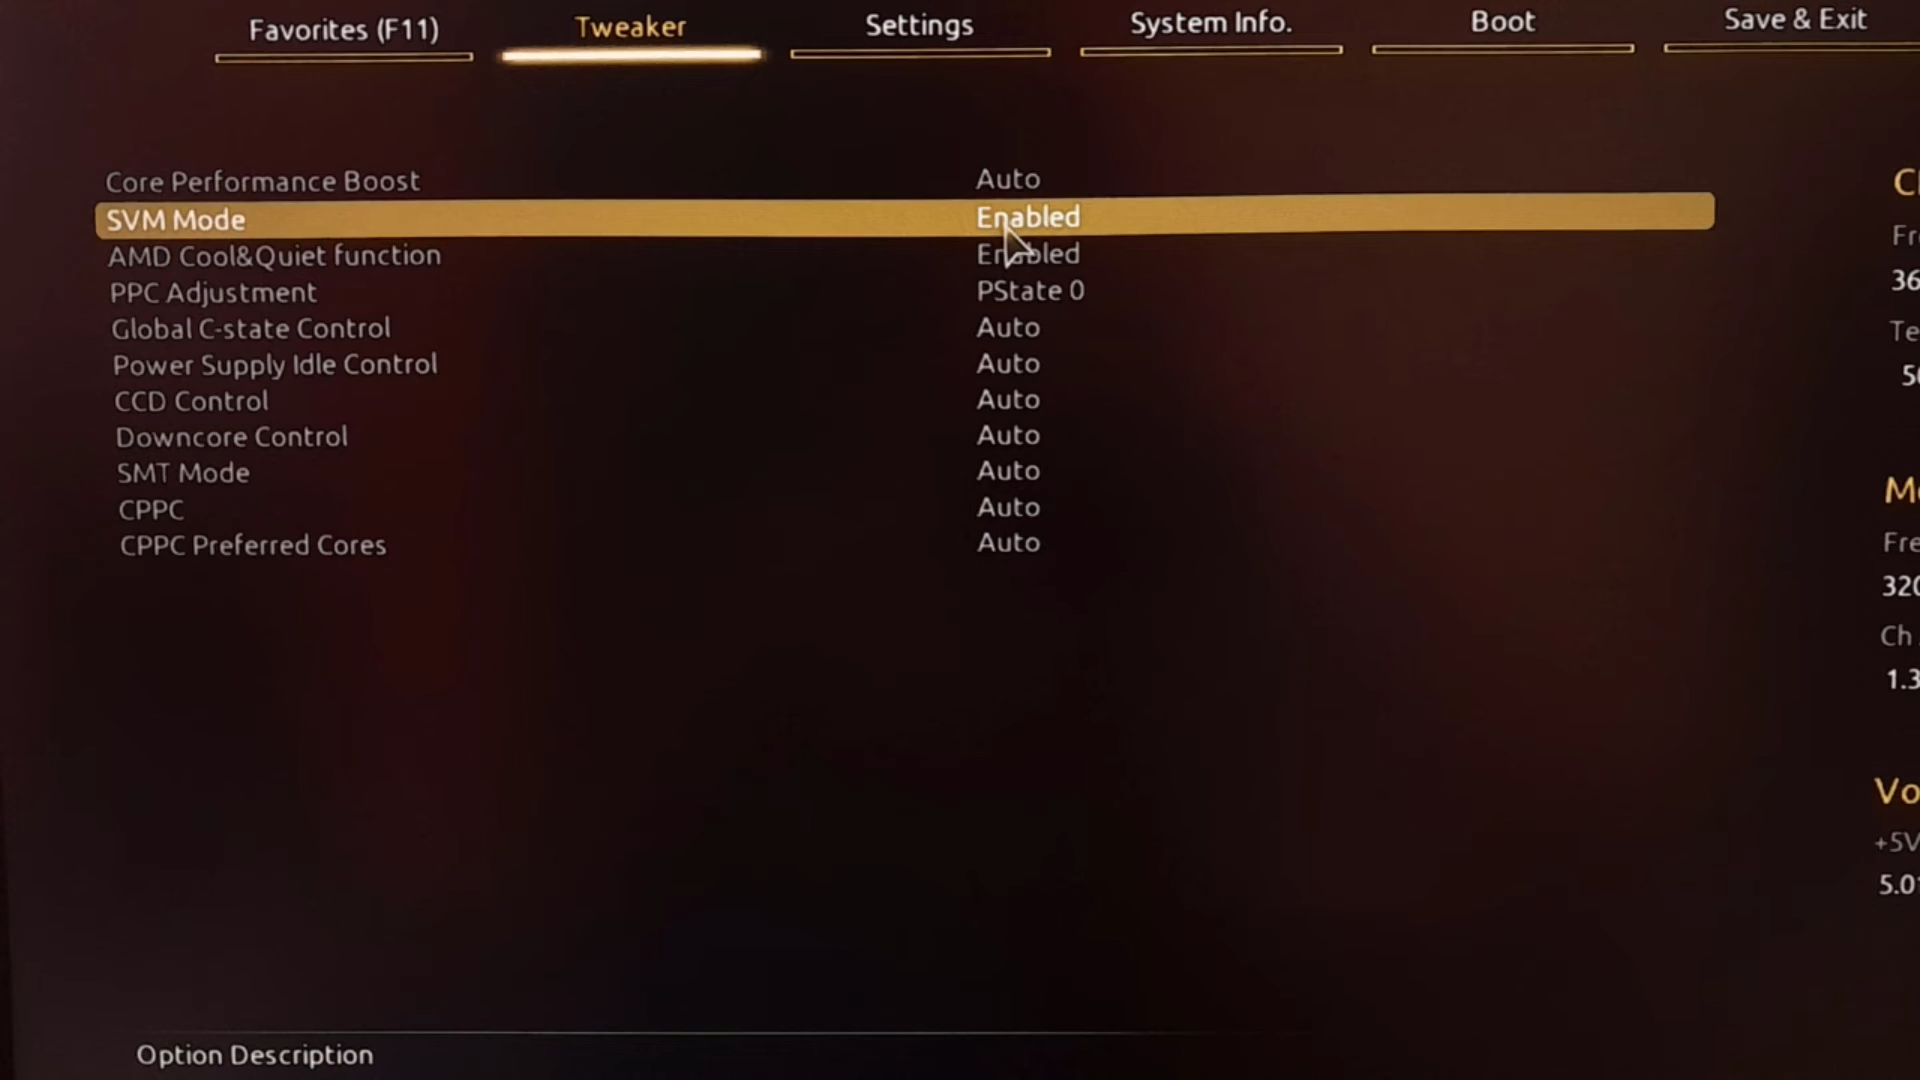 Favorites (F11) Tweaker Settings System Info. Boot Save & Exit
Core Performance Boost Auto
SVM Mode Enabled
AMD Cool&Quiet function Enabled
PPC Adjustment PState 0
Global C-state Control Auto
Power Supply Idle Control Auto
CCD Control Auto
Downcore Control Auto
SMT Mode Auto
CPPC Auto
CPPC Preferred Cores Auto
+5V
Option Description